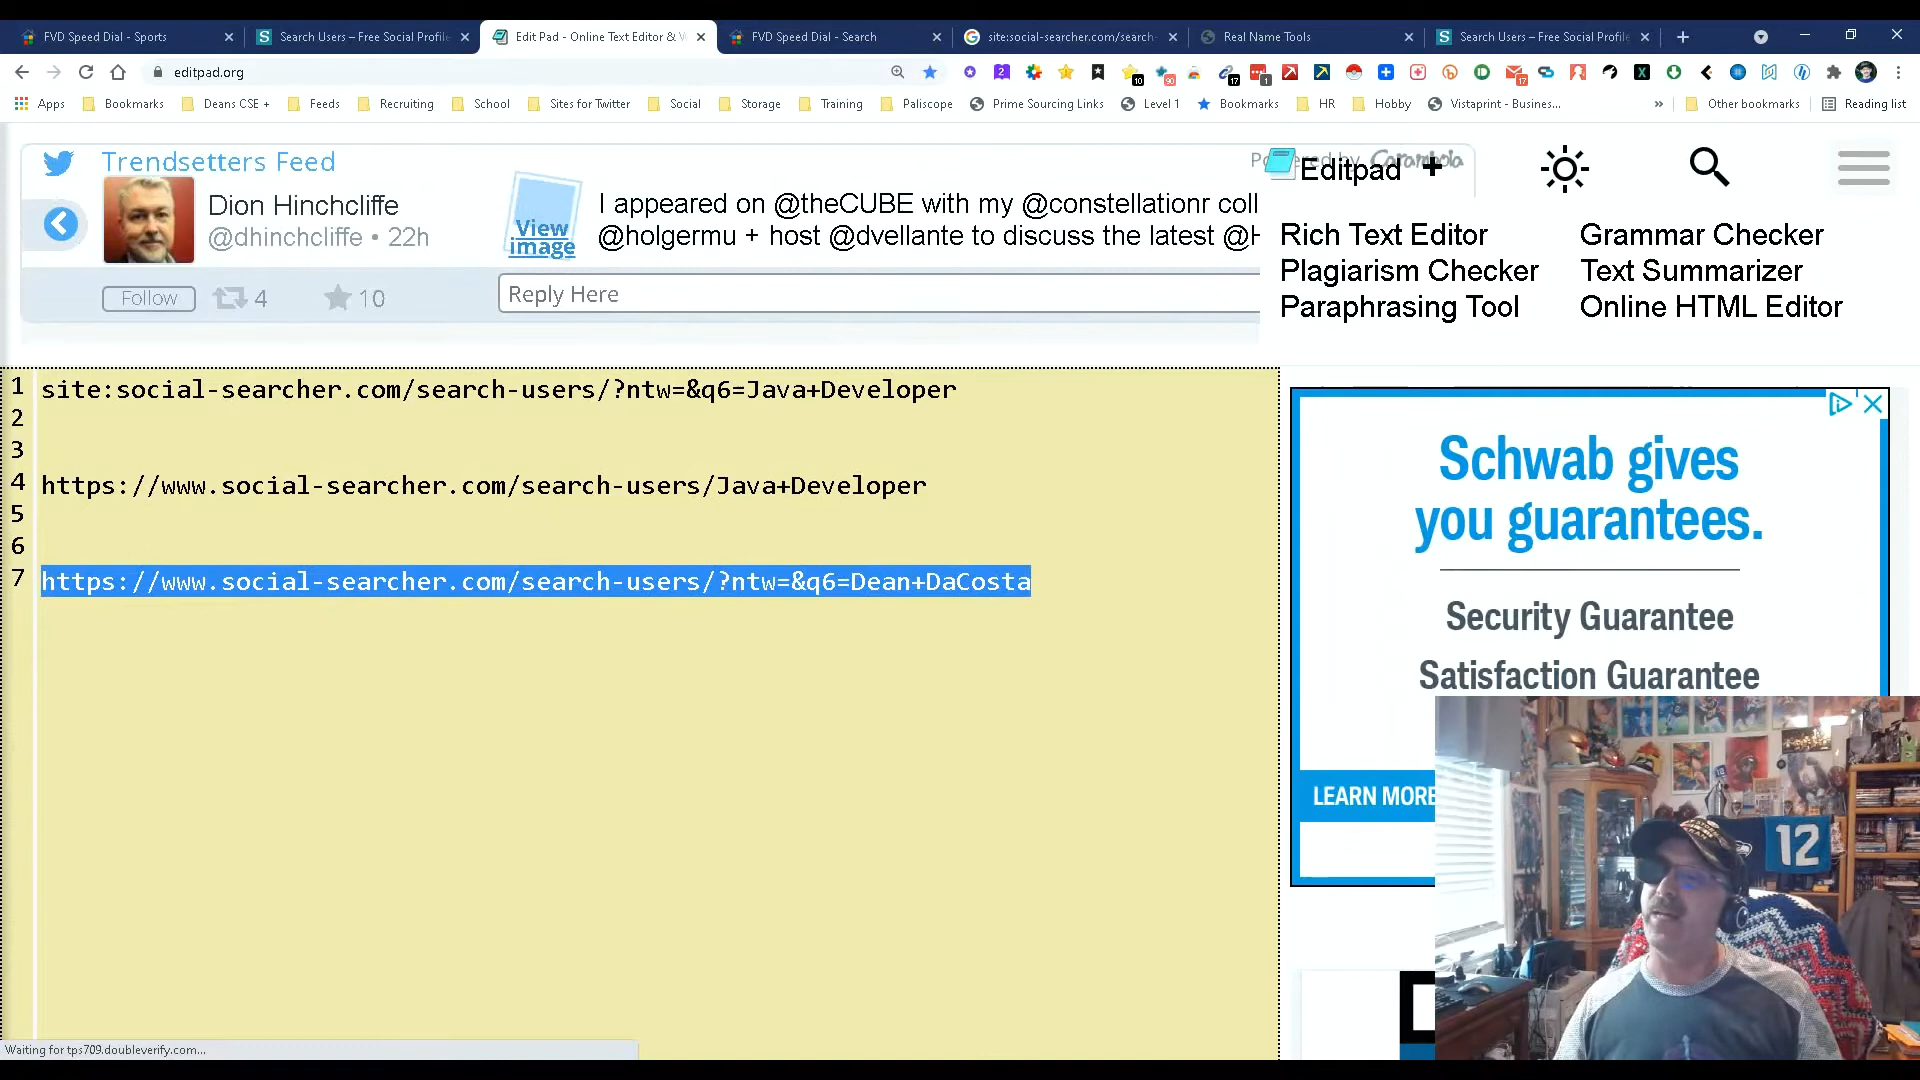 FVD Speed Dial - Sports
Search Users – Free Social Profile
Edit Pad - Online Text Editor &
FVD Speed Dial - Search
site:social-searcher.com/search-
Real Name Tools
Search Users – Free Social Profile
editpad.org
Apps
Bookmarks
Deans CSE +
Feeds
Recruiting
School
Sites for Twitter
Social
Storage
Training
Paliscope
Prime Sourcing Links
Level 1
Bookmarks
HR
Hobby
Vistaprint - Busines...
»
Other bookmarks
Reading list
Trendsetters Feed
Powered by Carambola
Dion Hinchcliffe
@dhinchcliffe • 22h
View
image
I appeared on @theCUBE with my @constellationr coll
@holgermu + host @dvellante to discuss the latest @H
Follow
4
10
Reply Here
Editpad +
Rich Text Editor
Grammar Checker
Plagiarism Checker
Text Summarizer
Paraphrasing Tool
Online HTML Editor
1 site:social-searcher.com/search-users/?ntw=&q6=Java+Developer
2
3
4 https://www.social-searcher.com/search-users/Java+Developer
5
6
7 https://www.social-searcher.com/search-users/?ntw=&q6=Dean+DaCosta
Schwab gives
you guarantees.
Security Guarantee
Satisfaction Guarantee
LEARN MORE
12
Waiting for tps709.doubleverify.com...